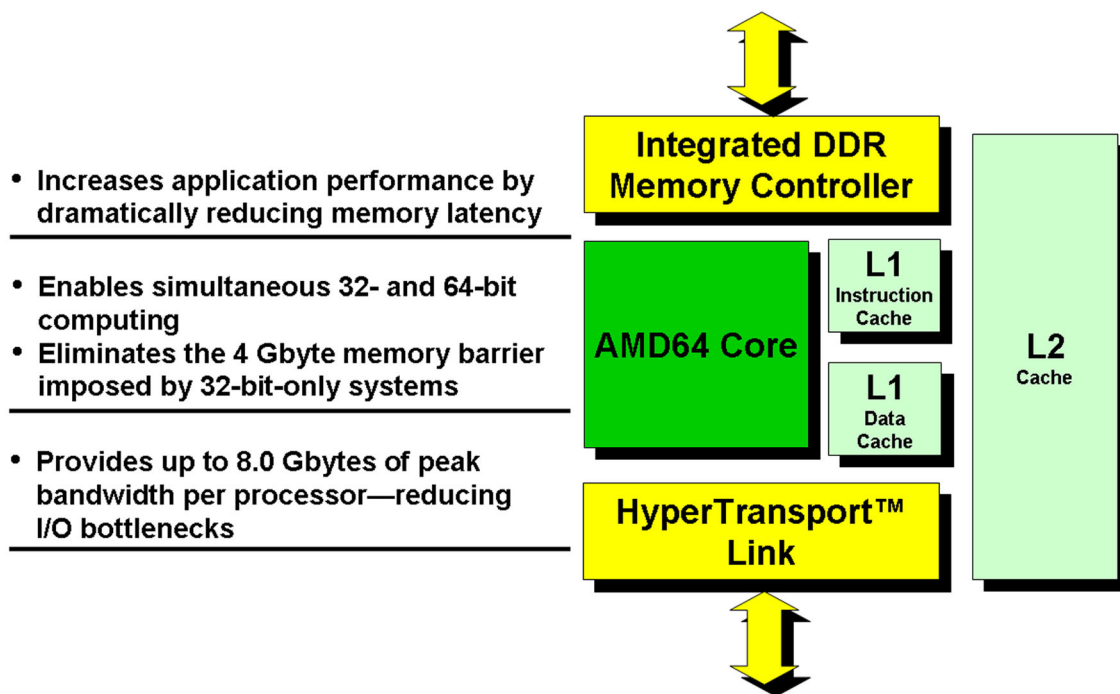 • Increases application performance by
dramatically reducing memory latency
• Enables simultaneous 32- and 64-bit
computing
• Eliminates the 4 Gbyte memory barrier
imposed by 32-bit-only systems
• Provides up to 8.0 Gbytes of peak
bandwidth per processor—reducing
I/O bottlenecks
Integrated DDR
Memory Controller
AMD64 Core
L1
Instruction
Cache
L1
Data
Cache
HyperTransport™
Link
L2
Cache